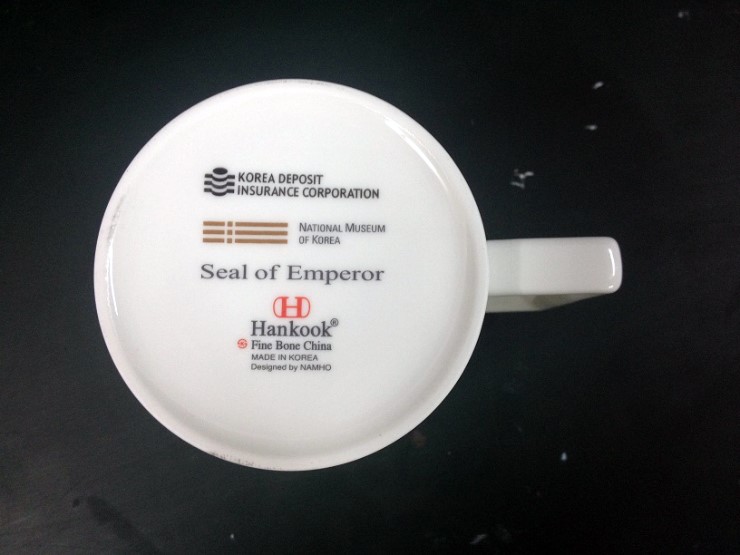 KOREA DEPOSIT
INSURANCE CORPORATION
NATIONAL MUSEUM
OF KOREA
Seal of Emperor
H
Hankook®
Fine Bone China
MADE IN KOREA
Designed by NAMHO